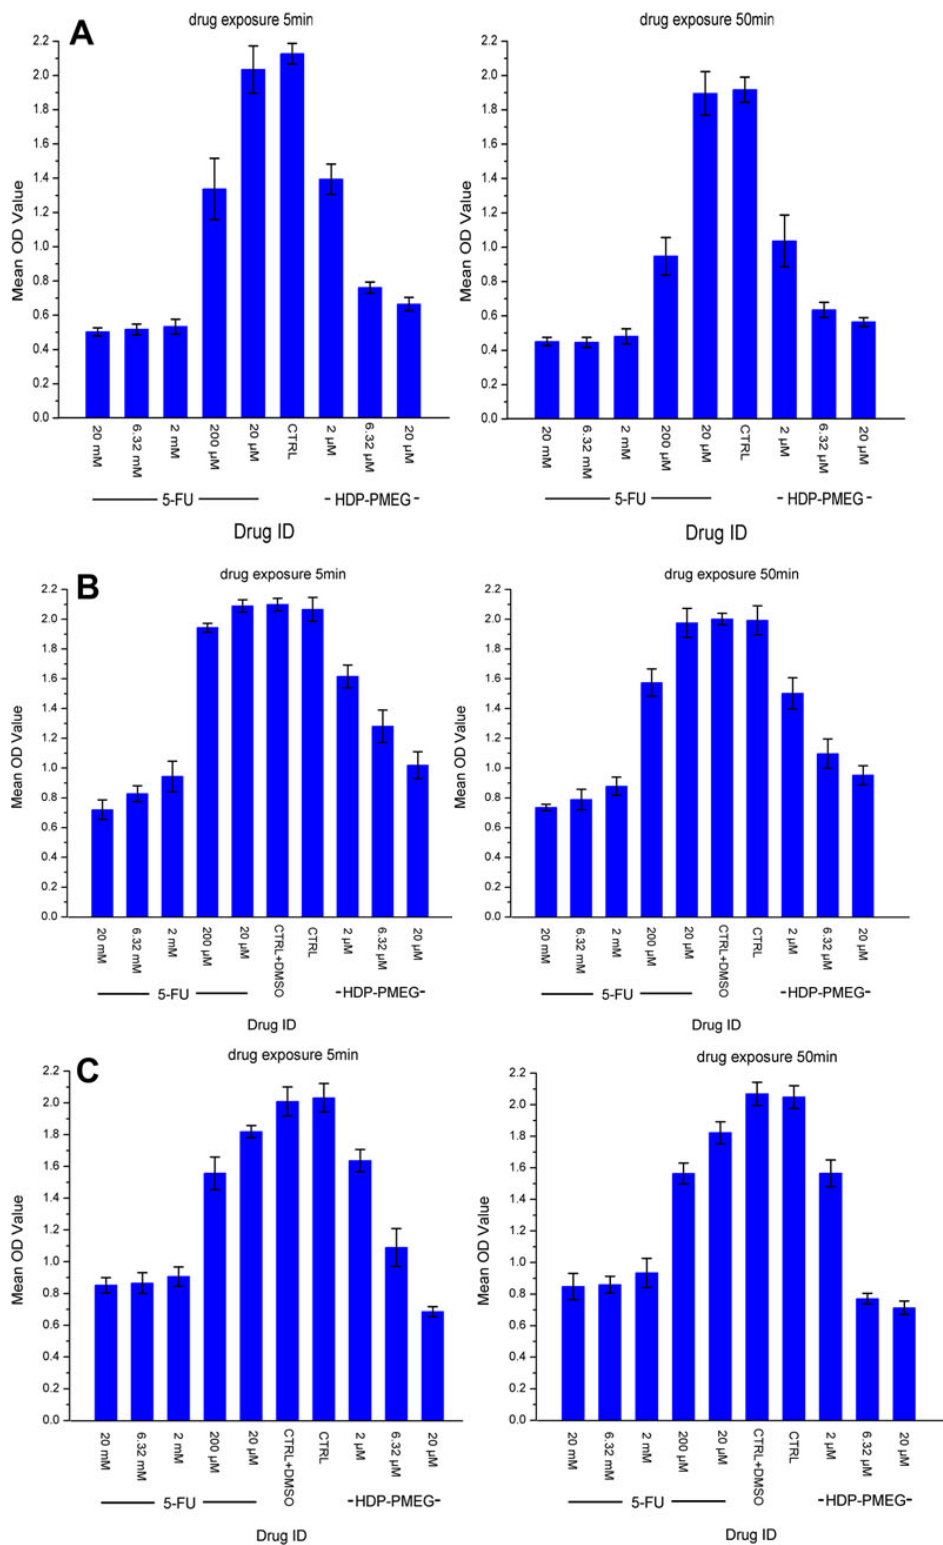 A
drug exposure 5min
Mean OD Value
2.2
2.0
1.8
1.6
1.4
1.2
1.0
0.8
0.6
0.4
0.2
0.0
20 mM
6.32 mM
2 mM
200 µM
20 µM
CTRL
2 µM
6.32 µM
20 µM
5-FU
HDP-PMEG
Drug ID
drug exposure 50min
Mean OD Value
2.2
2.0
1.8
1.6
1.4
1.2
1.0
0.8
0.6
0.4
0.2
0.0
20 mM
6.32 mM
2 mM
200 µM
20 µM
CTRL
2 µM
6.32 µM
20 µM
5-FU
HDP-PMEG
Drug ID
B
drug exposure 5min
Mean OD Value
2.2
2.0
1.8
1.6
1.4
1.2
1.0
0.8
0.6
0.4
0.2
0.0
20 mM
6.32 mM
2 mM
200 µM
20 µM
CTRL+DMSO
CTRL
2 µM
6.32 µM
20 µM
5-FU
HDP-PMEG
Drug ID
drug exposure 50min
Mean OD Value
2.2
2.0
1.8
1.6
1.4
1.2
1.0
0.8
0.6
0.4
0.2
0.0
20 mM
6.32 mM
2 mM
200 µM
20 µM
CTRL+DMSO
CTRL
2 µM
6.32 µM
20 µM
5-FU
HDP-PMEG
Drug ID
C
drug exposure 5min
Mean OD Value
2.2
2.0
1.8
1.6
1.4
1.2
1.0
0.8
0.6
0.4
0.2
0.0
20 mM
6.32 mM
2 mM
200 µM
20 µM
CTRL+DMSO
CTRL
2 µM
6.32 µM
20 µM
5-FU
HDP-PMEG
Drug ID
drug exposure 50min
Mean OD Value
2.2
2.0
1.8
1.6
1.4
1.2
1.0
0.8
0.6
0.4
0.2
0.0
20 mM
6.32 mM
2 mM
200 µM
20 µM
CTRL+DMSO
CTRL
2 µM
6.32 µM
20 µM
5-FU
HDP-PMEG
Drug ID